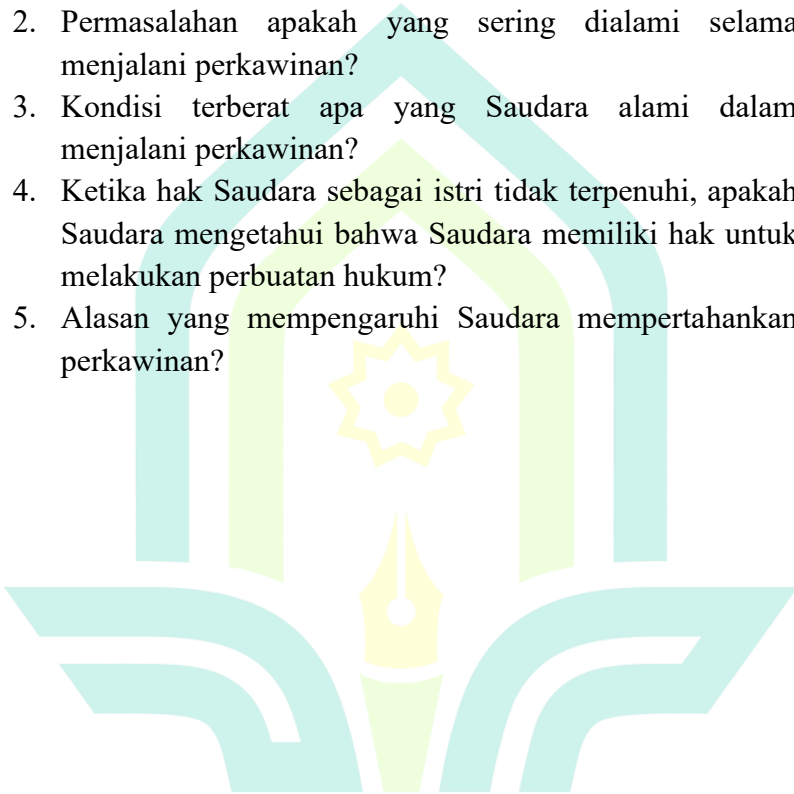 2. Permasalahan apakah yang sering dialami selama
menjalani perkawinan?
3. Kondisi terberat apa yang Saudara alami dalam
menjalani perkawinan?
4. Ketika hak Saudara sebagai istri tidak terpenuhi, apakah
Saudara mengetahui bahwa Saudara memiliki hak untuk
melakukan perbuatan hukum?
5. Alasan yang mempengaruhi Saudara mempertahankan
perkawinan?